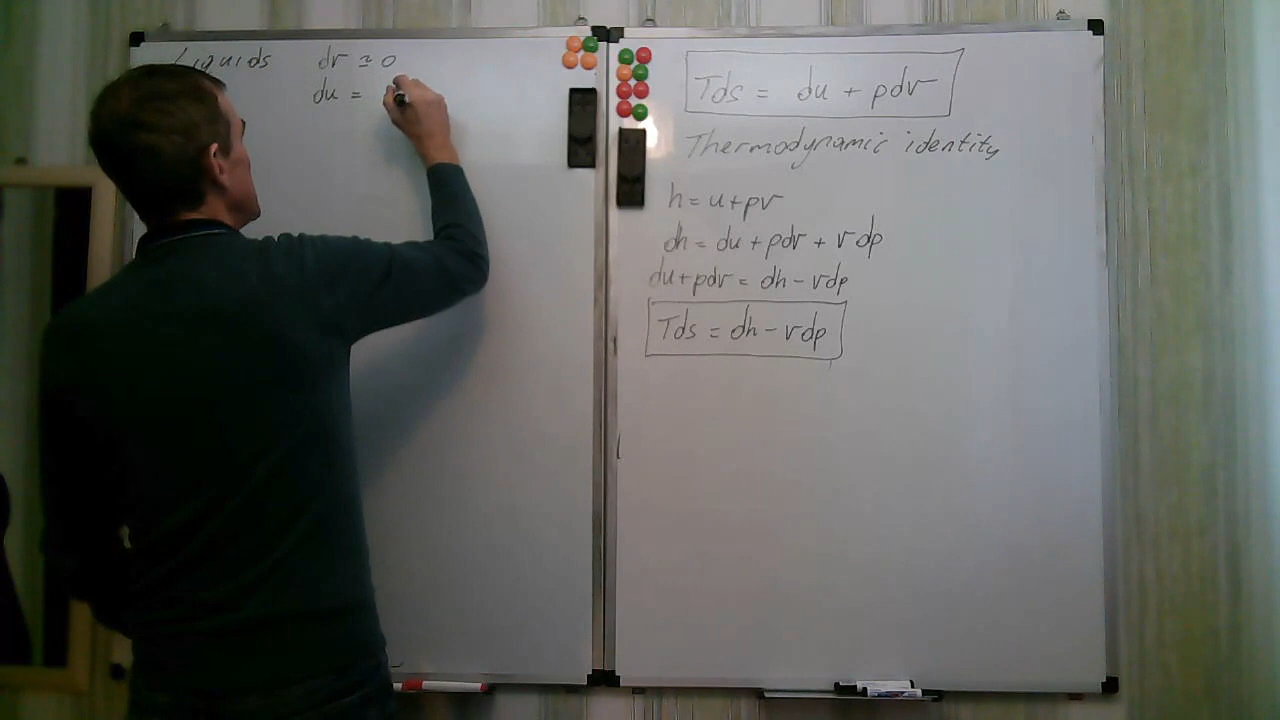 Liquids dv ≃ 0
du =
Tds = du + pdv
Thermodynamic identity
h = u + pv
dh = du + pdv + vdp
du + pdv = dh - vdp
Tds = dh - vdp